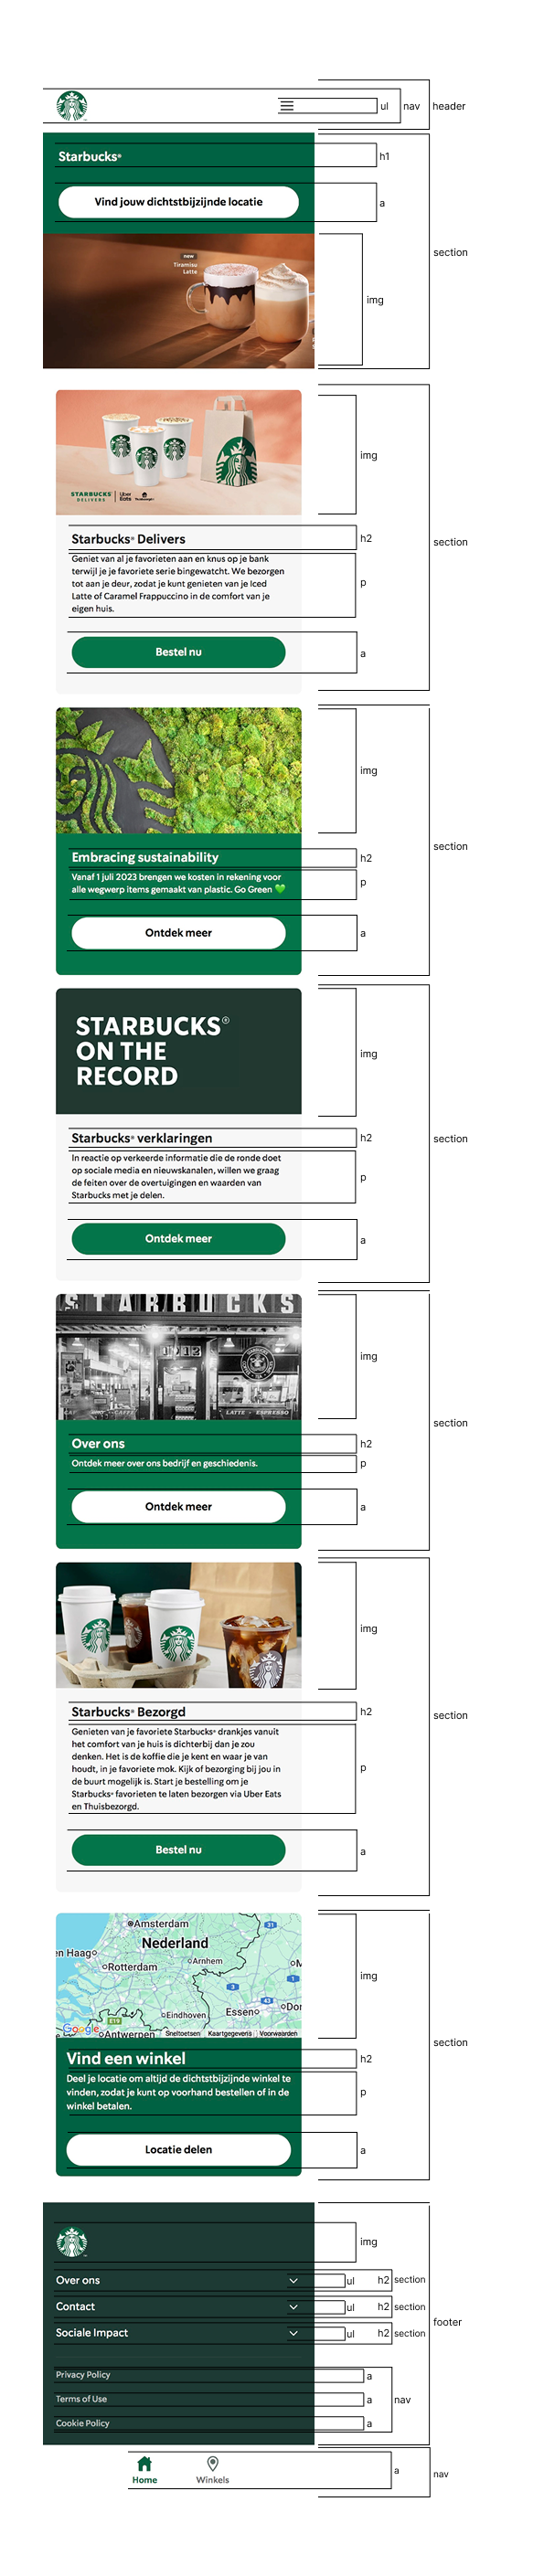 ul nav header
Starbucks® h1
Vind jouw dichtstbijzijnde locatie a
section
new
Tiramisu
Latte
img
img
STARBUCKS
DELIVERS
Uber
Eats
Starbucks® Delivers h2
section
Geniet van al je favorieten aan en knus op je bank
terwijl je je favoriete serie bingewatcht. We bezorgen
tot aan je deur, zodat je kunt genieten van je Iced
Latte of Caramel Frappuccino in de comfort van je
eigen huis.
p
Bestel nu a
img
section
Embracing sustainability h2
Vanaf 1 juli 2023 brengen we kosten in rekening voor
alle wegwerp items gemaakt van plastic. Go Green 💚
p
Ontdek meer a
STARBUCKS®
ON THE
RECORD
img
Starbucks® verklaringen h2
section
In reactie op verkeerde informatie die de ronde doet
op sociale media en nieuwskanalen, willen we graag
de feiten over de overtuigingen en waarden van
Starbucks met je delen.
p
Ontdek meer a
STARBUCKS
1912
LATTE - ESPRESSO
img
section
Over ons h2
Ontdek meer over ons bedrijf en geschiedenis. p
Ontdek meer a
img
Starbucks® Bezorgd h2
section
Genieten van je favoriete Starbucks® drankjes vanuit
het comfort van je huis is dichterbij dan je zou
denken. Het is de koffie die je kent en waar je van
houdt, in je favoriete mok. Kijk of bezorging bij jou in
de buurt mogelijk is. Start je bestelling om je
Starbucks® favorieten te laten bezorgen via Uber Eats
en Thuisbezorgd.
p
Bestel nu a
Amsterdam
31
Nederland
en Haag
Arnhem
Rotterdam
img
3
1
43
Eindhoven
Essen
Dor
E19
Google
Antwerpen
Sneltoetsen Kaartgegevens Voorwaarden
section
Vind een winkel h2
Deel je locatie om altijd de dichtstbijzijnde winkel te
vinden, zodat je kunt op voorhand bestellen of in de
winkel betalen.
p
Locatie delen a
img
Over ons ul h2 section
Contact ul h2 section
footer
Sociale Impact ul h2 section
Privacy Policy a
Terms of Use a nav
Cookie Policy a
Home Winkels
a nav